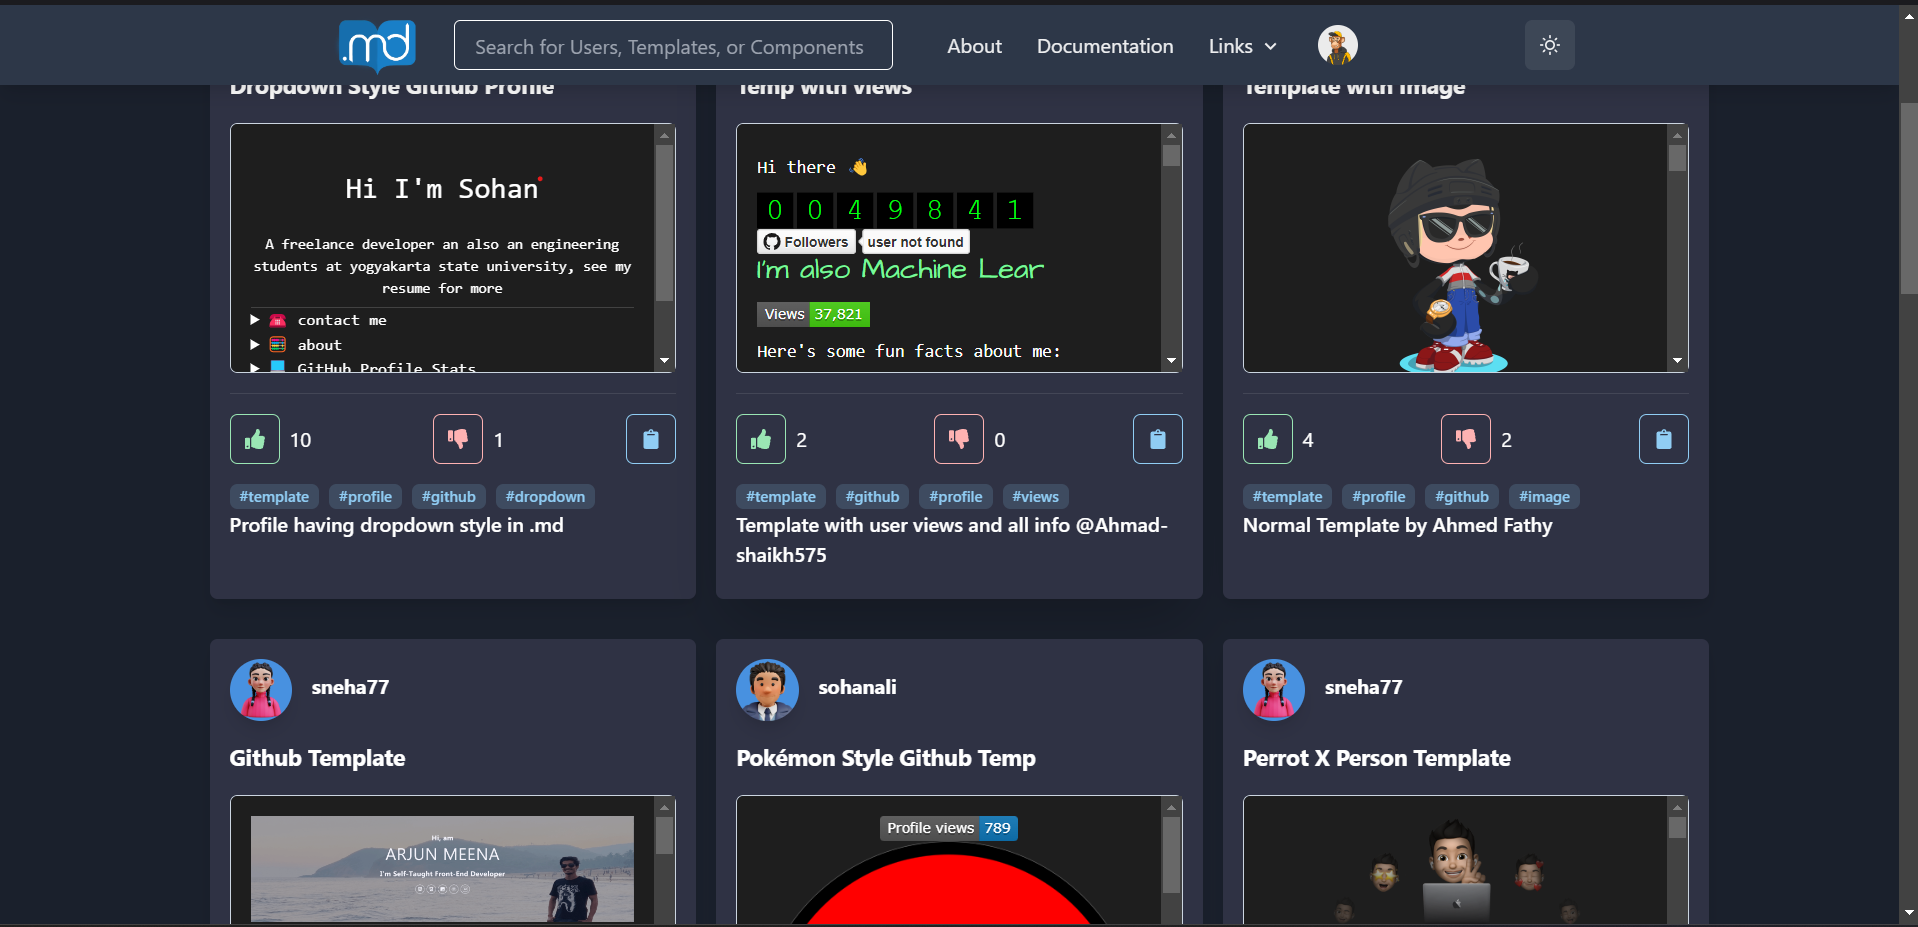 .md
Search for Users, Templates, or Components
About
Documentation
Links
Dropdown Style Github Profile
Hi I'm Sohan
A freelance developer an also an engineering
students at yogyakarta state university, see my
resume for more
contact me
about
GitHub Profile Stats
10
1
#template #profile #github #dropdown
Profile having dropdown style in .md
Temp with views
Hi there 👋
0 0 4 9 8 4 1
Followers user not found
I'm also Machine Lear
Views 37,821
Here's some fun facts about me:
2
0
#template #github #profile #views
Template with user views and all info @Ahmad-
shaikh575
Template with image
4
2
#template #profile #github #image
Normal Template by Ahmed Fathy
sneha77
Github Template
Hi, am
ARJUN MEENA
I'm Self-Taught Front-End Developer
sohanali
Pokémon Style Github Temp
Profile views 789
sneha77
Perrot X Person Template